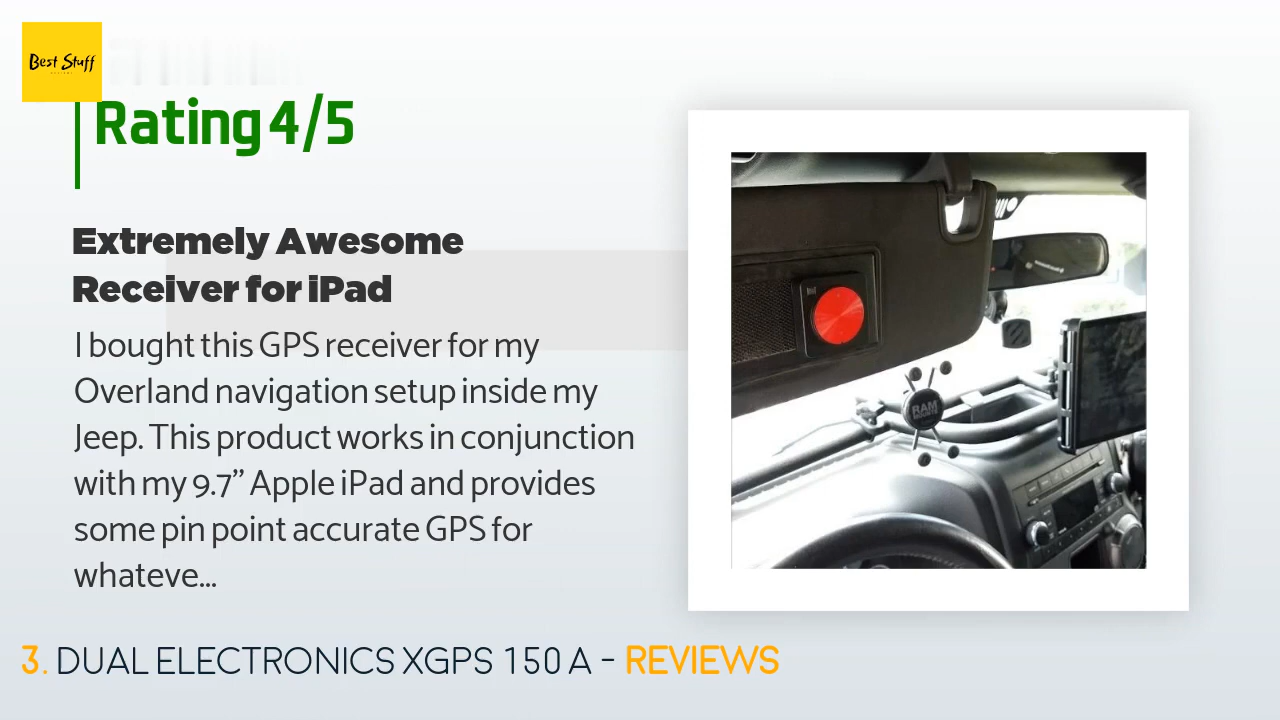 Best Stuff
Rating 4/5
Extremely Awesome
Receiver for iPad
I bought this GPS receiver for my
Overland navigation setup inside my
Jeep. This product works in conjunction
with my 9.7" Apple iPad and provides
some pin point accurate GPS for
whateve...
RAM
MOUNTS
3. DUAL ELECTRONICS XGPS 150 A - REVIEWS